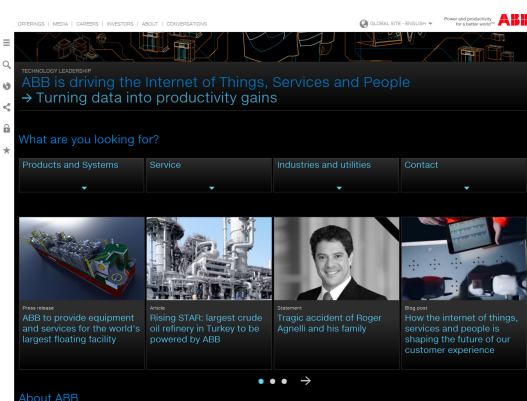 OFFERINGS | MEDIA | CAREERS | INVESTORS | ABOUT | CONVERSATIONS
GLOBAL SITE - ENGLISH
Power and productivity
for a better world™
ABB
TECHNOLOGY LEADERSHIP
ABB is driving the Internet of Things, Services and People
→ Turning data into productivity gains
What are you looking for?
Products and Systems
Service
Industries and utilities
Contact
Press release
ABB to provide equipment
and services for the world's
largest floating facility
Article
Rising STAR: largest crude
oil refinery in Turkey to be
powered by ABB
Statement
Tragic accident of Roger
Agnelli and his family
Blog post
How the internet of things,
services and people is
shaping the future of our
customer experience
About ABB